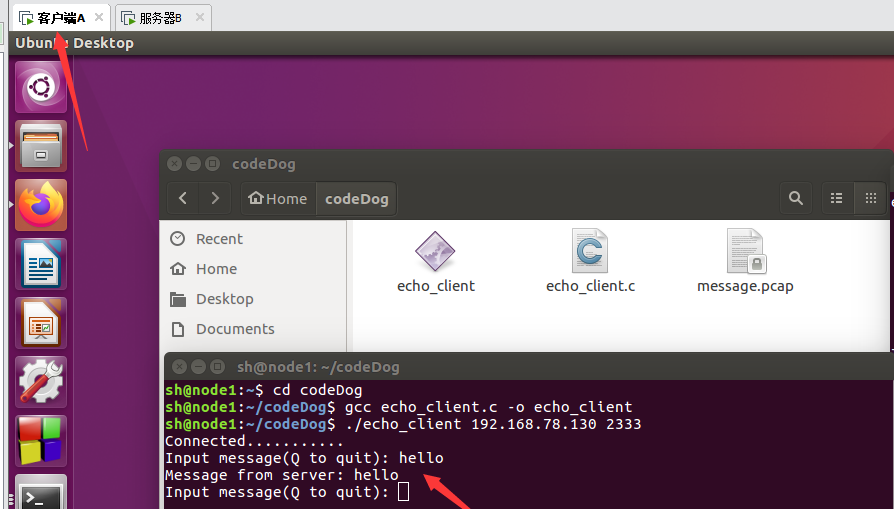 客户端A
服务器B
Ubuntu Desktop
codeDog
Home
codeDog
Recent
Home
Desktop
Documents
echo_client
echo_client.c
message.pcap
sh@node1: ~/codeDog
sh@node1:~$ cd codeDog
sh@node1:~/codeDog$ gcc echo_client.c -o echo_client
sh@node1:~/codeDog$ ./echo_client 192.168.78.130 2333
Connected...........
Input message(Q to quit): hello
Message from server: hello
Input message(Q to quit):